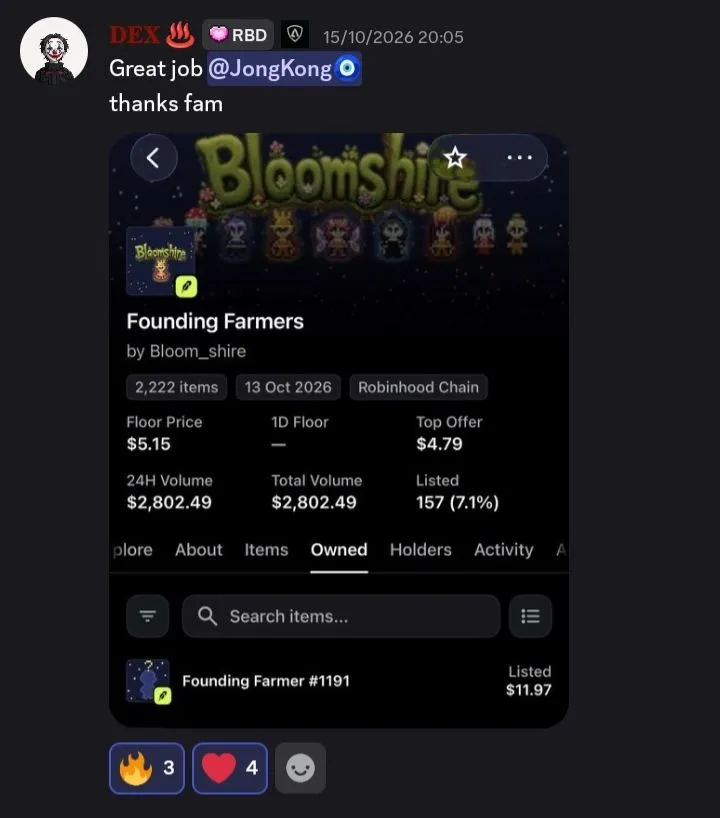 DEX RBD 15/10/2026 20:05
Great job @JongKong
thanks fam
Bloomshire
Bloomshire
Founding Farmers
by Bloom_shire
2,222 items 13 Oct 2026 Robinhood Chain
Floor Price 1D Floor Top Offer
$5.15 — $4.79
24H Volume Total Volume Listed
$2,802.49 $2,802.49 157 (7.1%)
plore About Items Owned Holders Activity A
Search items...
Founding Farmer #1191
Listed
$11.97
3 4